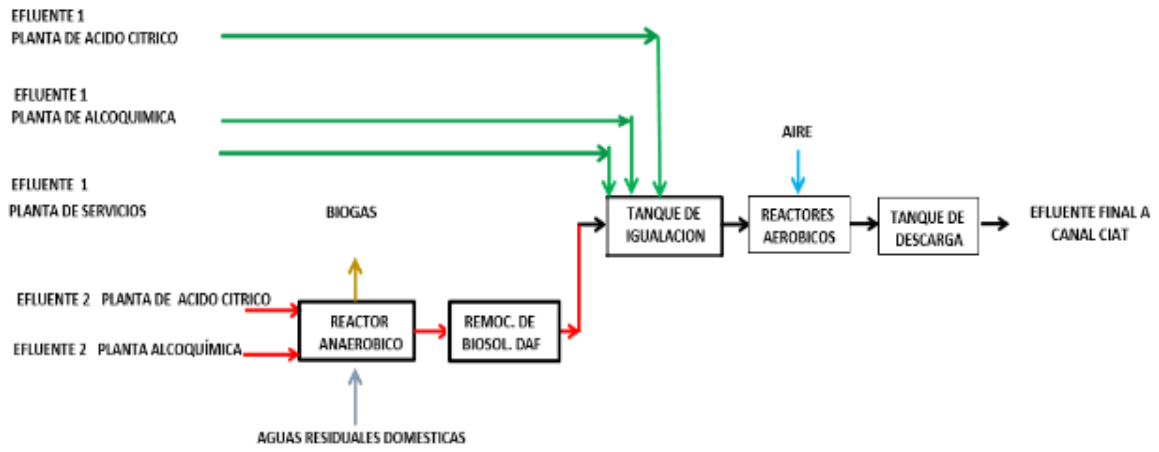 EFLUENTE 1
PLANTA DE ACIDO CITRICO
EFLUENTE 1
PLANTA DE ALCOQUIMICA
AIRE
EFLUENTE 1
PLANTA DE SERVICIOS
BIOGAS
TANQUE DE
IGUALACION
REACTORES
AEROBICOS
TANQUE DE
DESCARGA
EFLUENTE FINAL A
CANAL CIAT
EFLUENTE 2 PLANTA DE ACIDO CITRICO
EFLUENTE 2 PLANTA ALCOQUÍMICA
REACTOR
ANAEROBICO
REMOC. DE
BIOSOL. DAF
AGUAS RESIDUALES DOMESTICAS